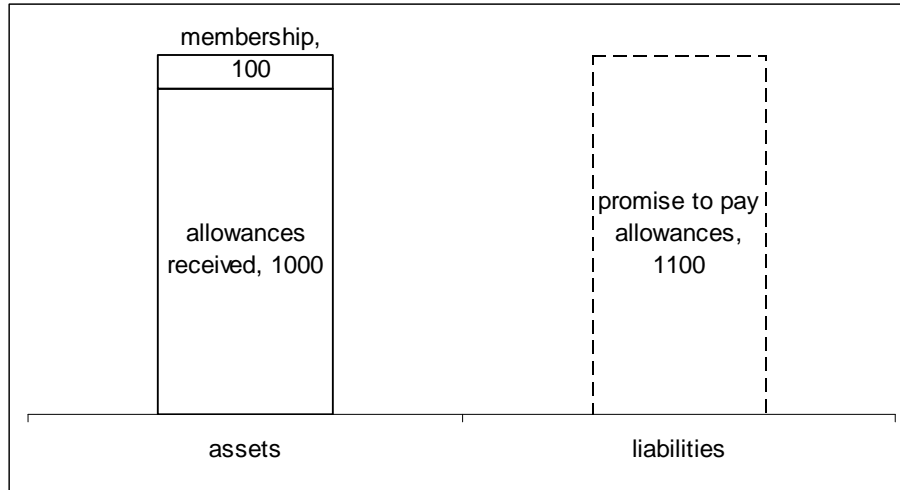 membership,
100
allowances
received, 1000
promise to pay
allowances,
1100
assets
liabilities